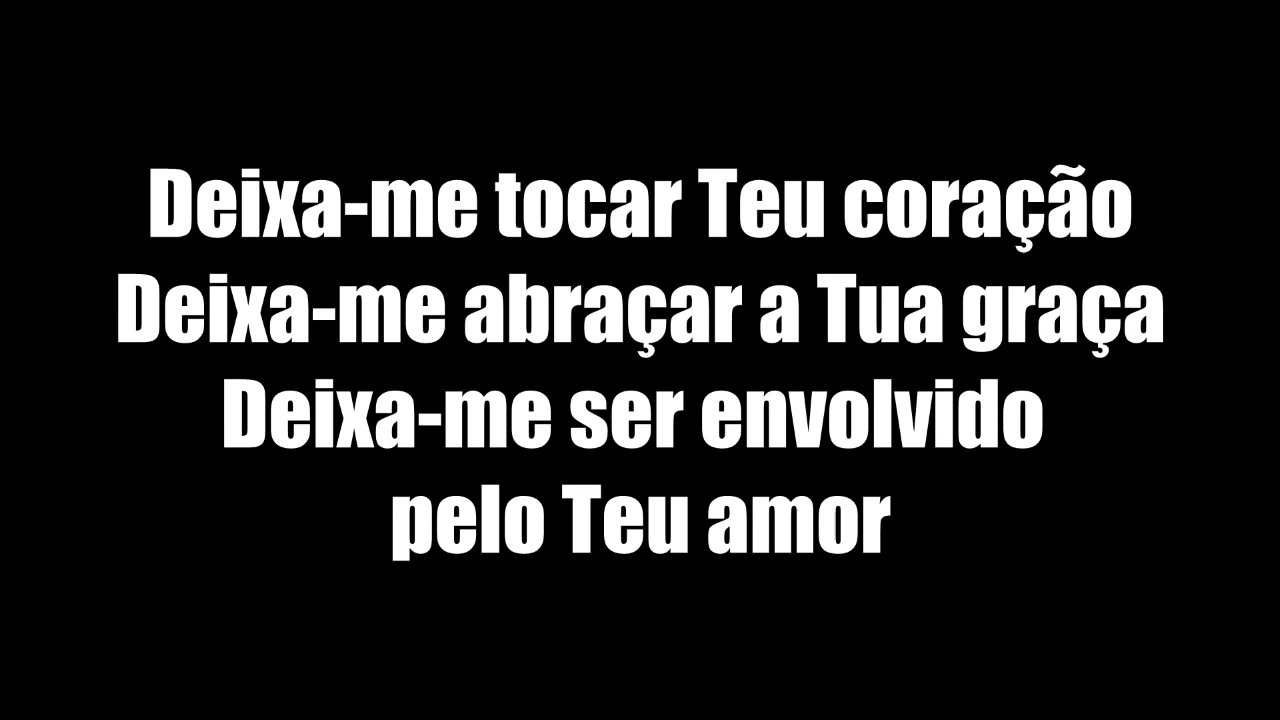 Deixa-me tocar Teu coração
Deixa-me abraçar a Tua graça
Deixa-me ser envolvido
pelo Teu amor